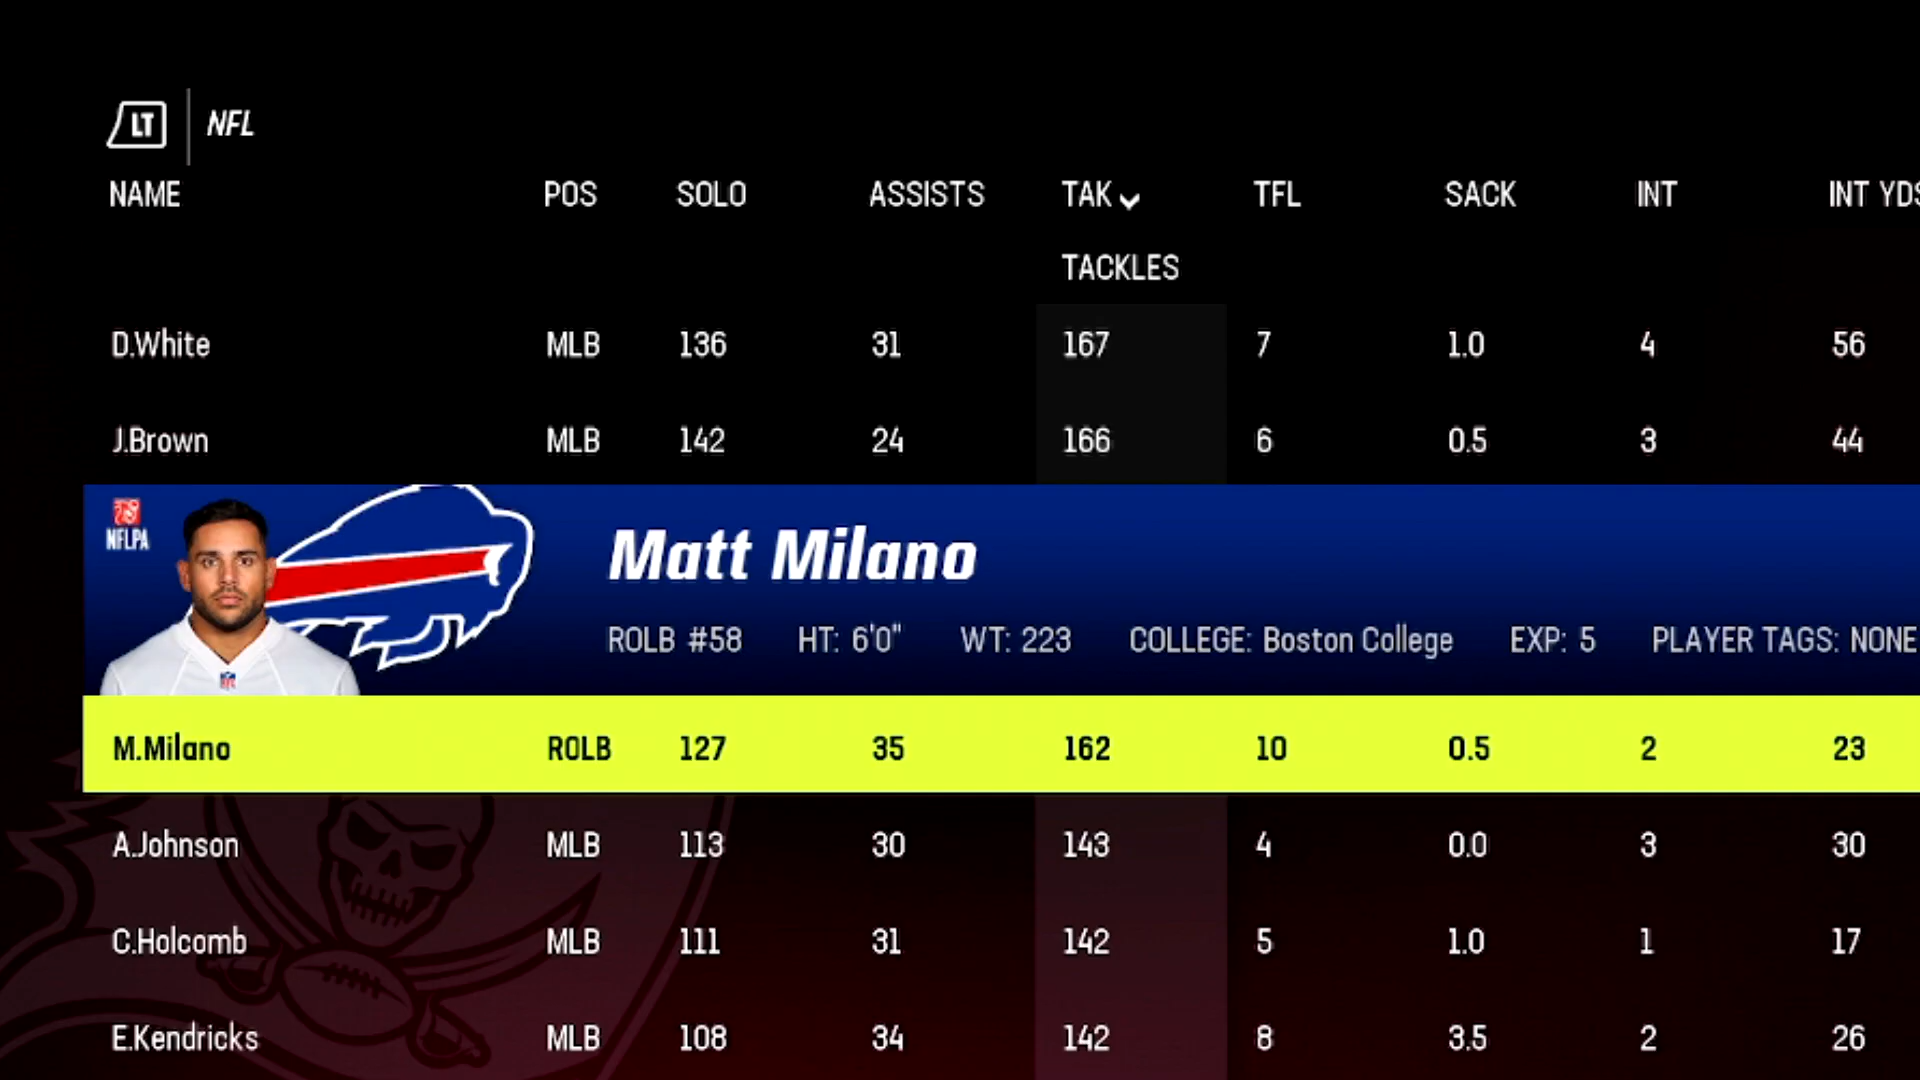 LT NFL
NAME POS SOLO ASSISTS TAK TFL SACK INT INT YDS
TACKLES
D.White MLB 136 31 167 7 1.0 4 56
J.Brown MLB 142 24 166 6 0.5 3 44
NFLPA
Matt Milano
ROLB #58 HT: 6'0" WT: 223 COLLEGE: Boston College EXP: 5 PLAYER TAGS: NONE
M.Milano ROLB 127 35 162 10 0.5 2 23
A.Johnson MLB 113 30 143 4 0.0 3 30
C.Holcomb MLB 111 31 142 5 1.0 1 17
E.Kendricks MLB 108 34 142 8 3.5 2 26